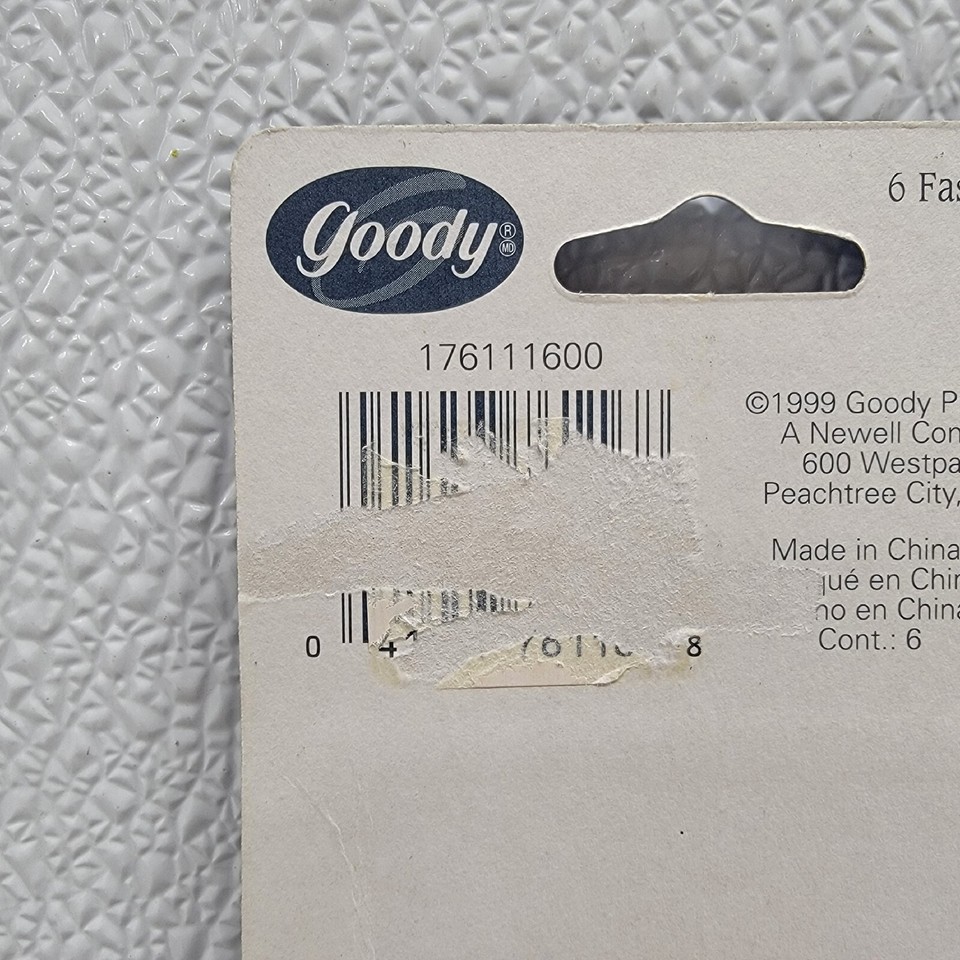 goody® MD
6 Fas
176111600
©1999 Goody P
A Newell Con
600 Westpa
Peachtree City,
Made in China
qué en Chin
no en China
Cont.: 6
0 8